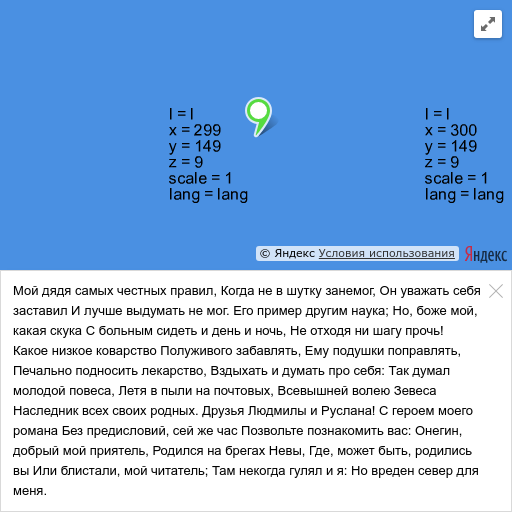 l = l
x = 299
y = 149
z = 9
scale = 1
lang = lang
l = l
x = 300
y = 149
z = 9
scale = 1
lang = lang
© Яндекс Условия использования
Яндекс
Мой дядя самых честных правил, Когда не в шутку занемог, Он уважать себя
заставил И лучше выдумать не мог. Его пример другим наука; Но, боже мой,
какая скука С больным сидеть и день и ночь, Не отходя ни шагу прочь!
Какое низкое коварство Полуживого забавлять, Ему подушки поправлять,
Печально подносить лекарство, Вздыхать и думать про себя: Так думал
молодой повеса, Летя в пыли на почтовых, Всевышней волею Зевеса
Наследник всех своих родных. Друзья Людмилы и Руслана! С героем моего
романа Без предисловий, сей же час Позвольте познакомить вас: Онегин,
добрый мой приятель, Родился на брегах Невы, Где, может быть, родились
вы Или блистали, мой читатель; Там некогда гулял и я: Но вреден север для
меня.